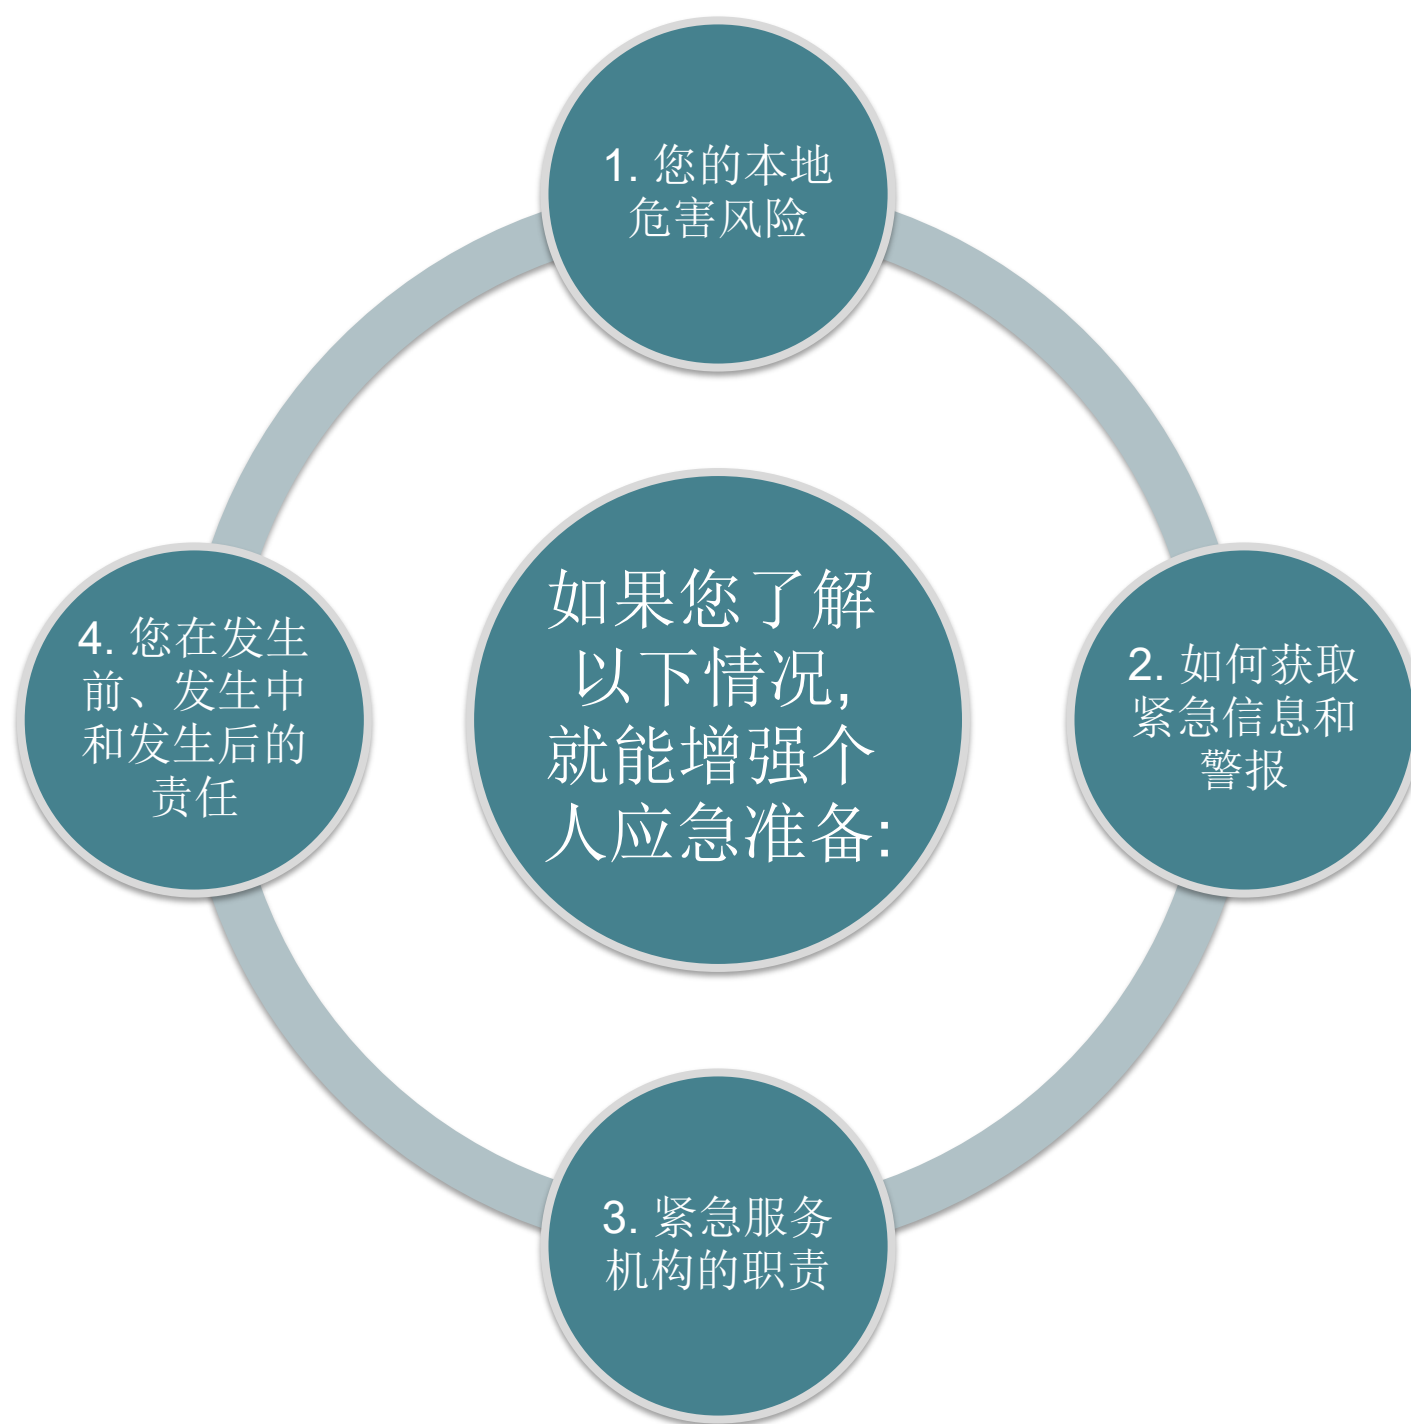 1. 您的本地
危害风险
如果您了解
以下情况,
就能增强个
人应急准备:
2. 如何获取
紧急信息和
警报
3. 紧急服务
机构的职责
4. 您在发生
前、发生中
和发生后的
责任